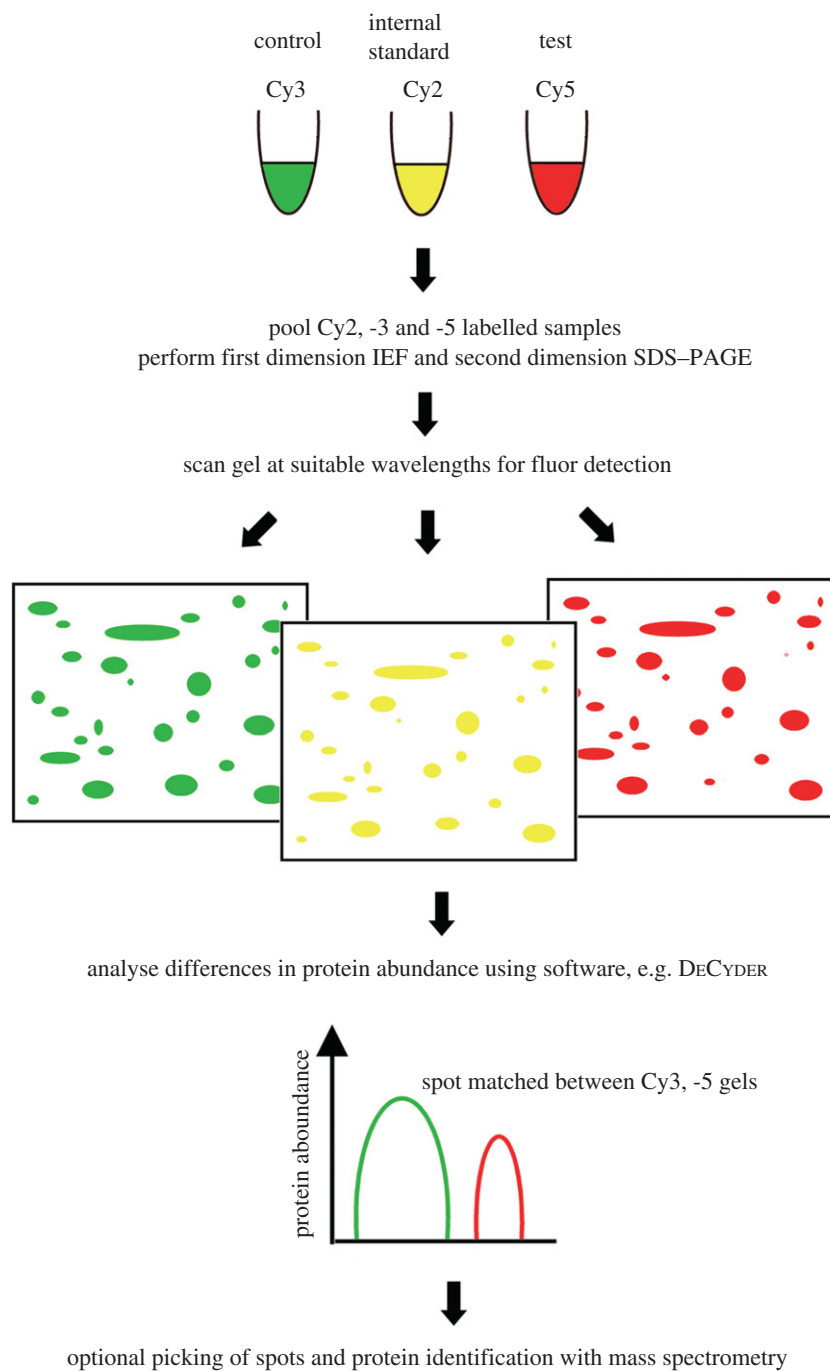 control
internal
standard
test
Cy3
Cy2
Cy5
pool Cy2, -3 and -5 labelled samples
perform first dimension IEF and second dimension SDS–PAGE
scan gel at suitable wavelengths for fluor detection
analyse differences in protein abundance using software, e.g. DECYDER
protein aboundance
spot matched between Cy3, -5 gels
optional picking of spots and protein identification with mass spectrometry